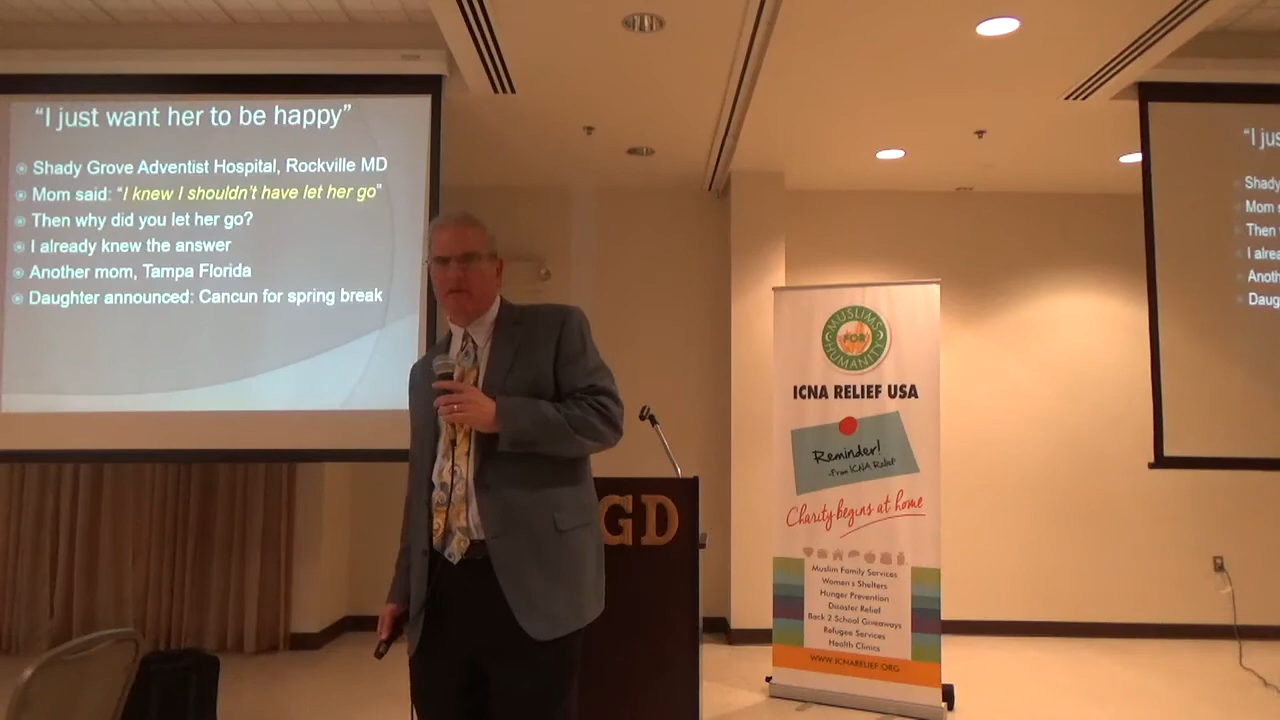 “I just want her to be happy”
Shady Grove Adventist Hospital, Rockville MD
Mom said: “I knew I shouldn’t have let her go”
Then why did you let her go?
I already knew the answer
Another mom, Tampa Florida
Daughter announced: Cancun for spring break
GD
MUSLIMS
FOR
HUMANITY
ICNA RELIEF USA
Reminder!
-From ICNA Relief
Charity begins at home
Muslim Family Services
Women's Shelters
Hunger Prevention
Disaster Relief
Back 2 School Giveaways
Refugee Services
Health Clinics
WWW.ICNARELIEF.ORG
“I jus
Shady
Mom s
Then
I alrea
Anoth
Daug